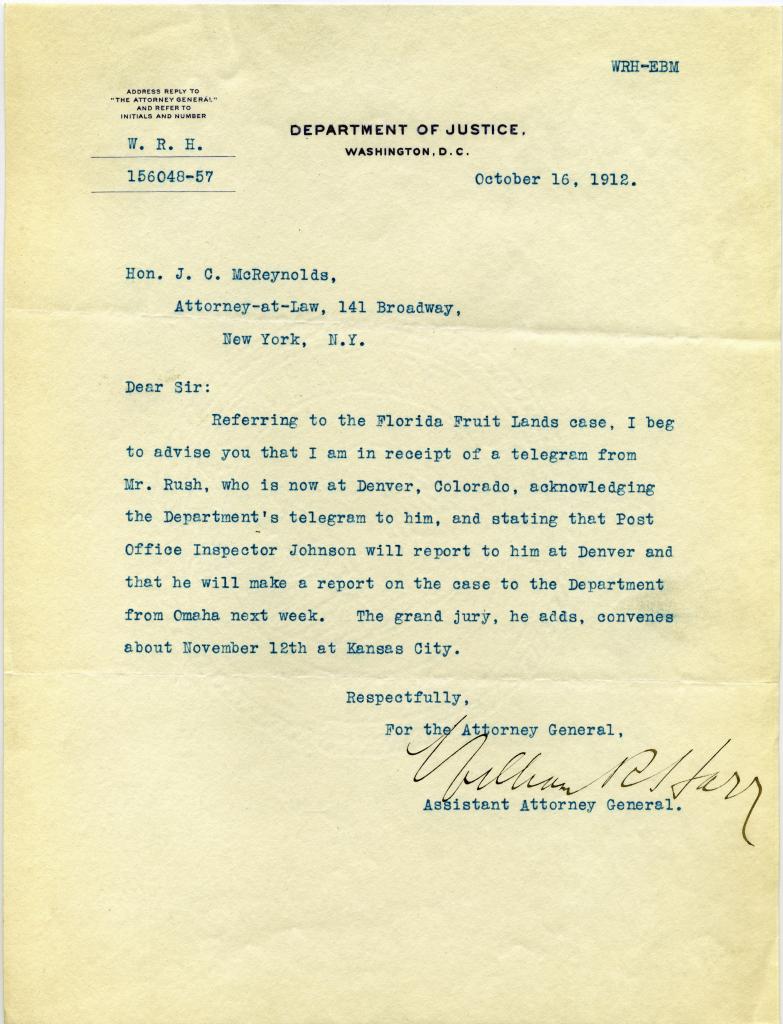 WRH-EBM
ADDRESS REPLY TO
"THE ATTORNEY GENERAL"
AND REFER TO
INITIALS AND NUMBER
W. R. H.
156048-57
DEPARTMENT OF JUSTICE,
WASHINGTON, D. C.
October 16, 1912.
Hon. J. C. McReynolds,
Attorney-at-Law, 141 Broadway,
New York, N.Y.
Dear Sir:
Referring to the Florida Fruit Lands case, I beg
to advise you that I am in receipt of a telegram from
Mr. Rush, who is now at Denver, Colorado, acknowledging
the Department's telegram to him, and stating that Post
Office Inspector Johnson will report to him at Denver and
that he will make a report on the case to the Department
from Omaha next week. The grand jury, he adds, convenes
about November 12th at Kansas City.
Respectfully,
For the Attorney General,
William R Harr
Assistant Attorney General.